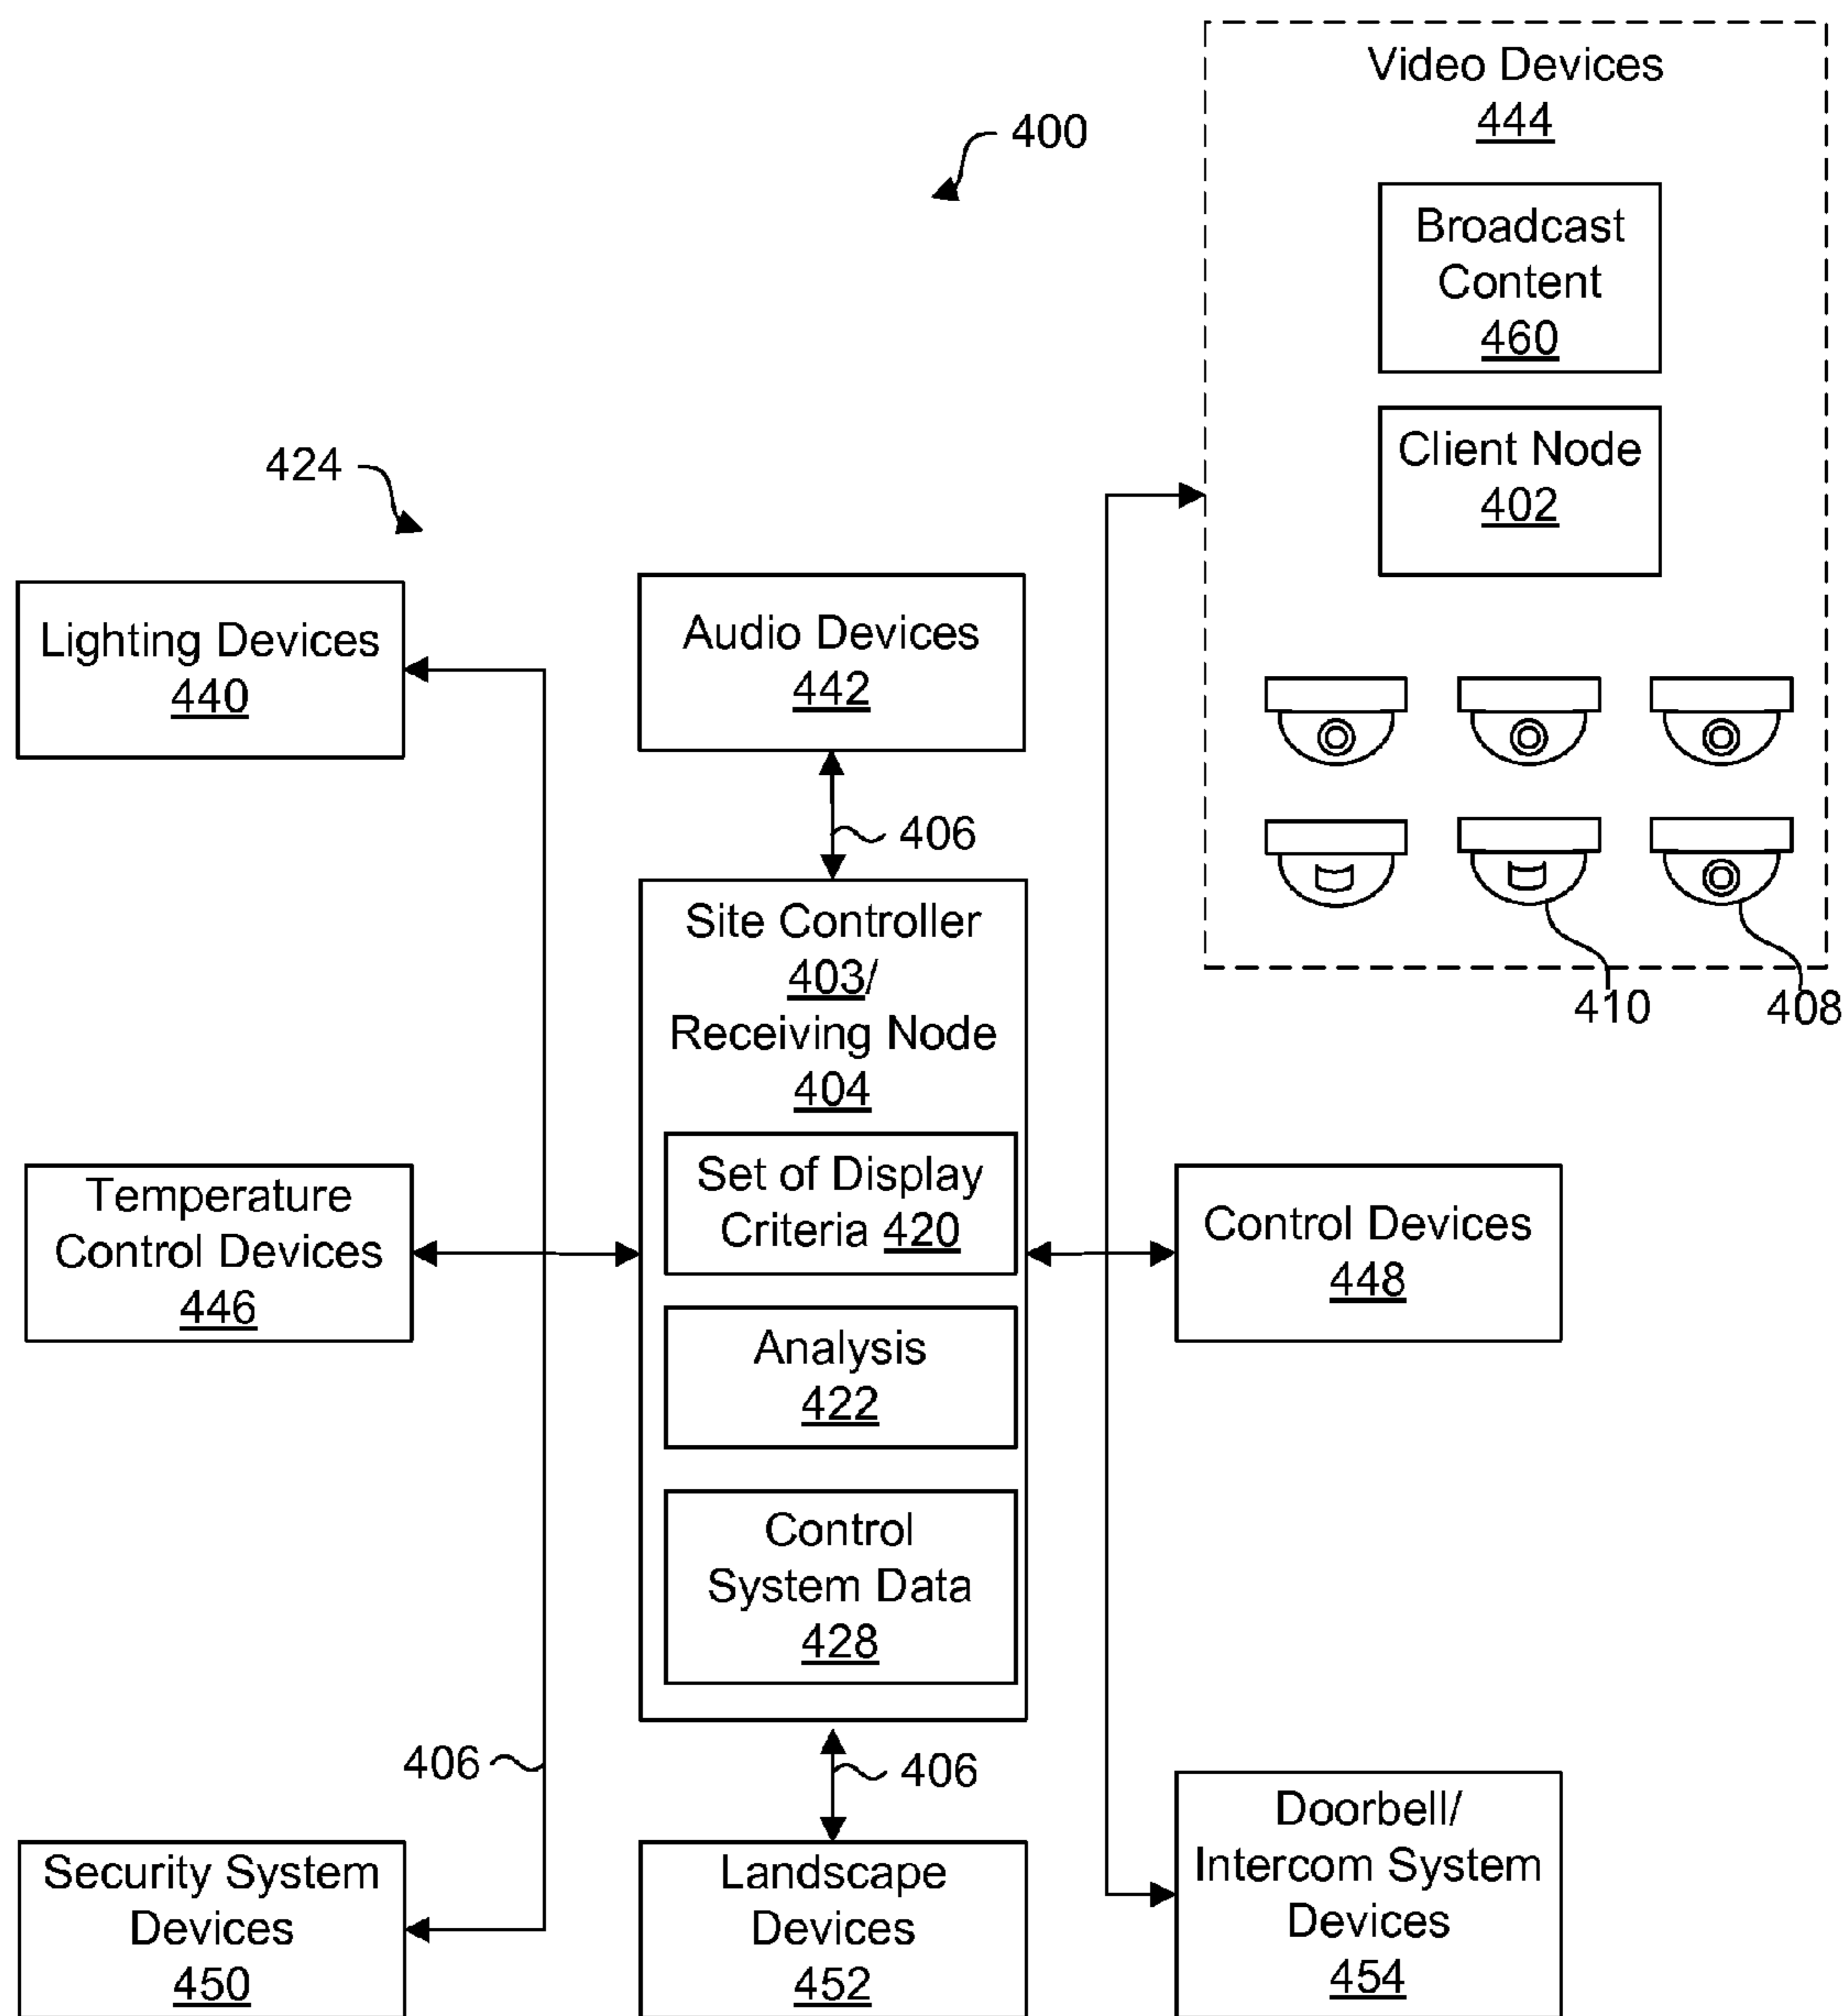 Video Devices
444
400
Broadcast
Content
460
Client Node
402
424
Lighting Devices
440
Audio Devices
442
406
410
408
Site Controller
403/
Receiving Node
404
Set of Display
Criteria 420
Temperature
Control Devices
446
Control Devices
448
Analysis
422
Control
System Data
428
406
406
Security System
Devices
450
Landscape
Devices
452
Doorbell/
Intercom System
Devices
454